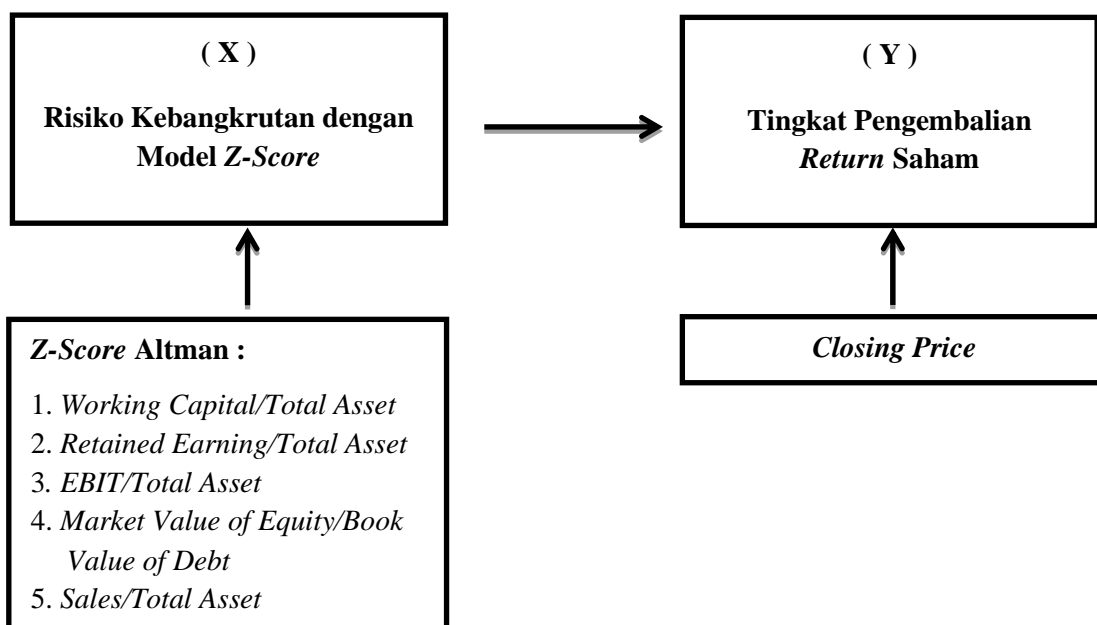 ( X )
Risiko Kebangkrutan dengan
Model Z-Score
( Y )
Tingkat Pengembalian
Return Saham
Z-Score Altman :
1. Working Capital/Total Asset
2. Retained Earning/Total Asset
3. EBIT/Total Asset
4. Market Value of Equity/Book
Value of Debt
5. Sales/Total Asset
Closing Price